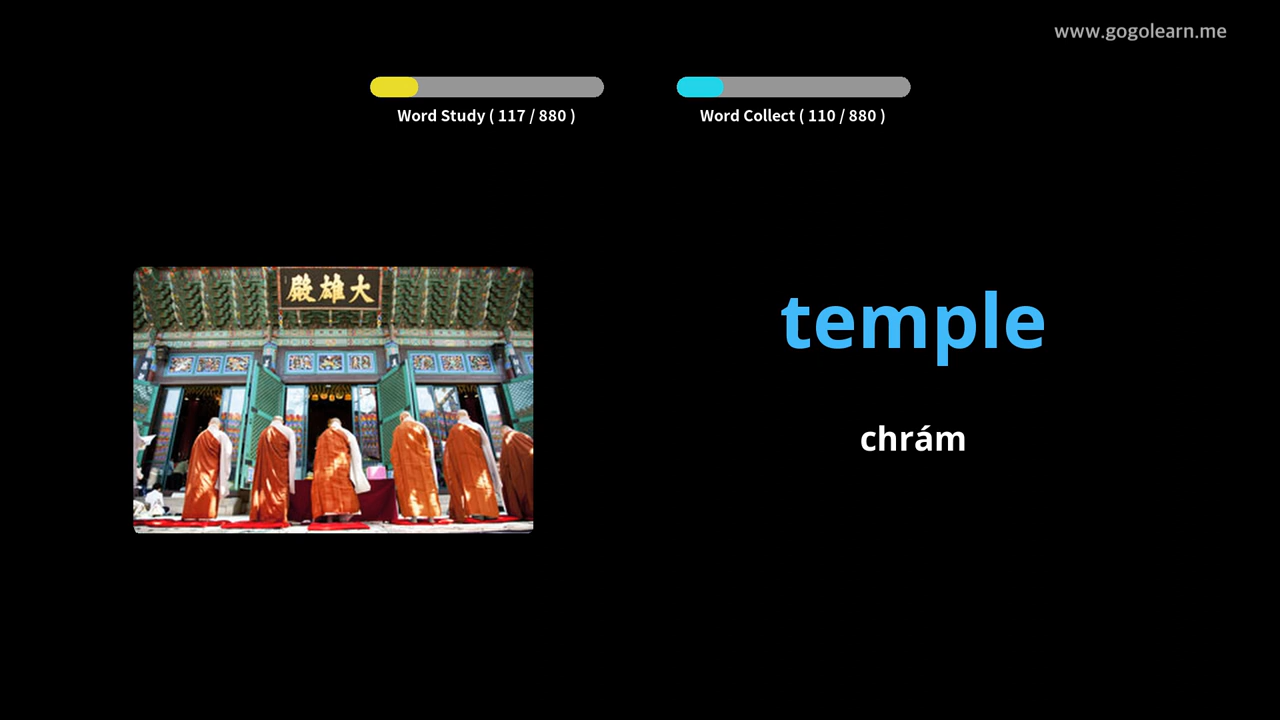 www.gogolearn.me
Word Study ( 117 / 880 )
Word Collect ( 110 / 880 )
殿雄大
temple
chrám